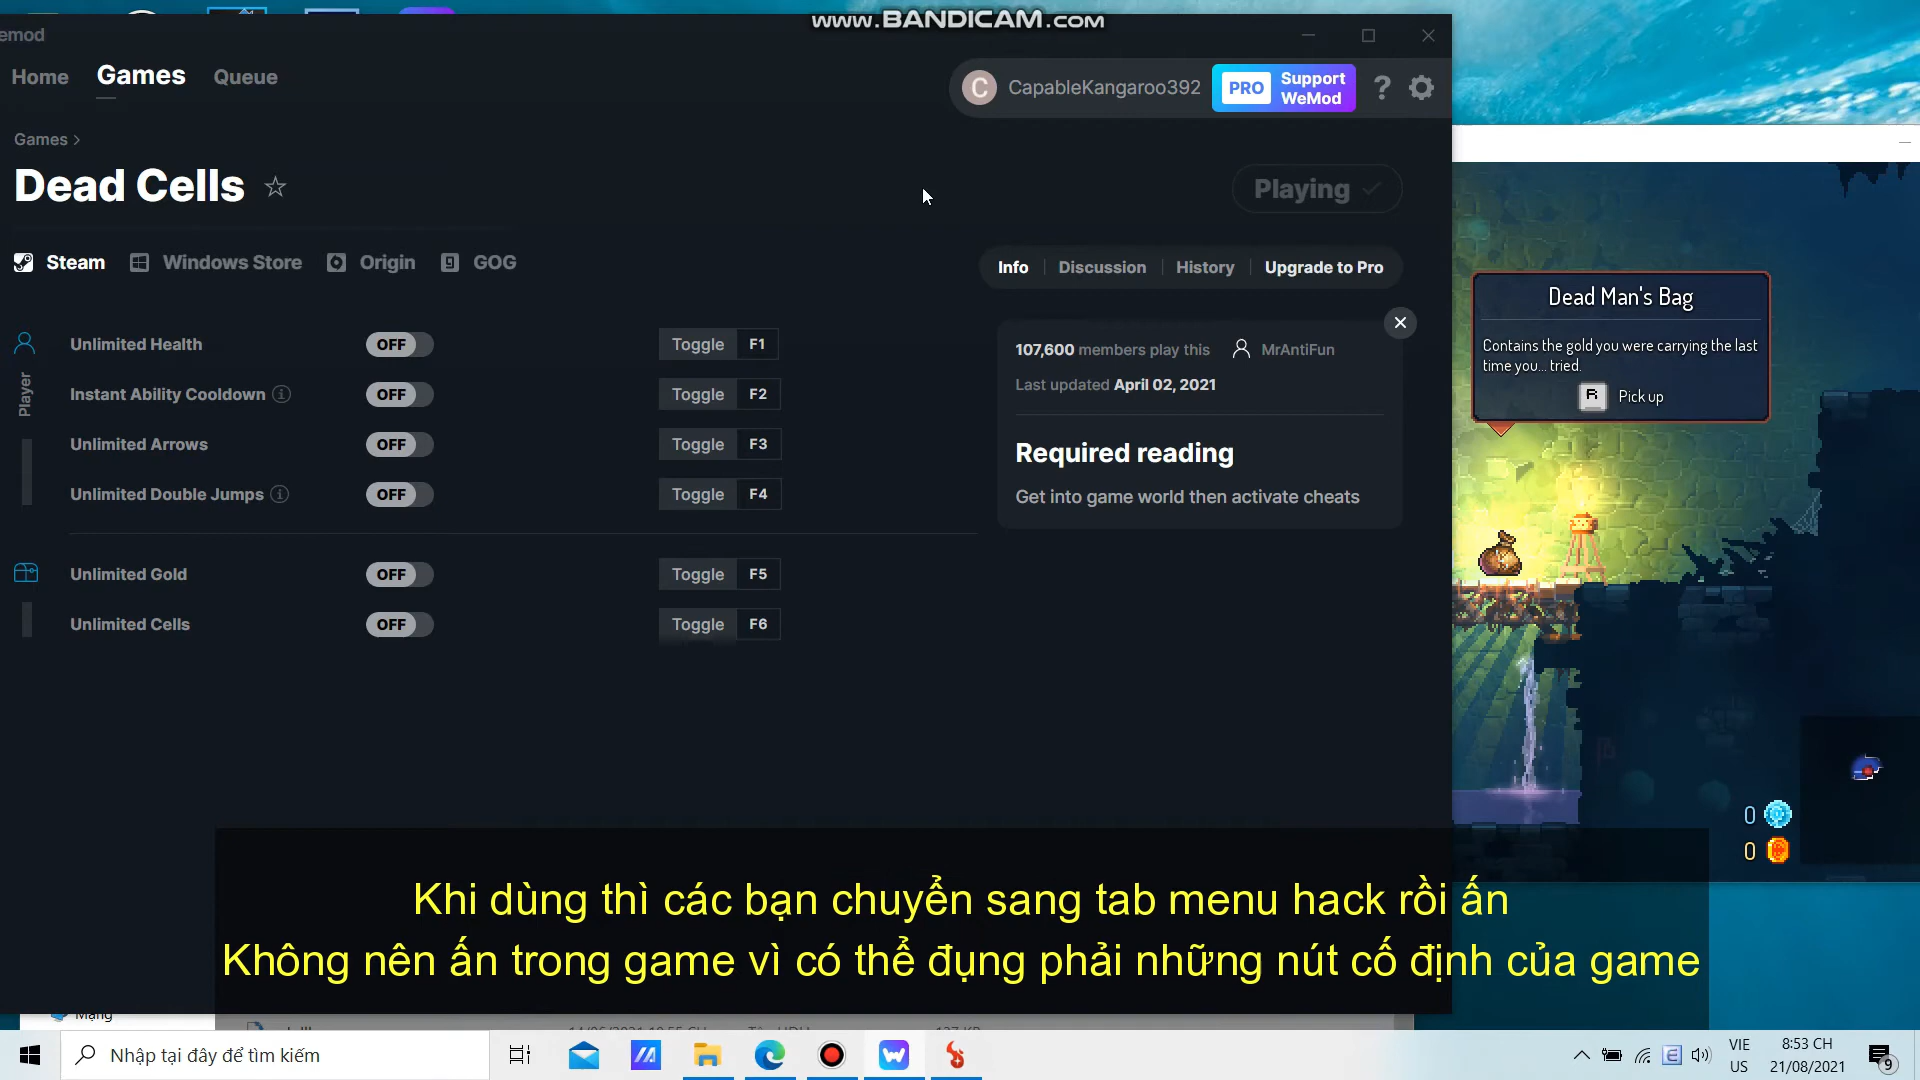 www.BANDICAM.com
emod
Home Games Queue
CapableKangaroo392
C
PRO Support WeMod
?
Games >
Dead Cells
Playing
Steam Windows Store Origin GOG
Info Discussion History Upgrade to Pro
Player
Unlimited Health OFF Toggle F1
Instant Ability Cooldown OFF Toggle F2
Unlimited Arrows OFF Toggle F3
Unlimited Double Jumps OFF Toggle F4
Unlimited Gold OFF Toggle F5
Unlimited Cells OFF Toggle F6
107,600 members play this MrAntiFun
Last updated April 02, 2021
Required reading
Get into game world then activate cheats
Dead Man's Bag
Contains the gold you were carrying the last
time you... tried.
R Pick up
0
0
Khi dùng thì các bạn chuyển sang tab menu hack rồi ấn
Không nên ấn trong game vì có thể đụng phải những nút cố định của game
Mạng
Nhập tại đây để tìm kiếm
VIE
US
8:53 CH
21/08/2021
9